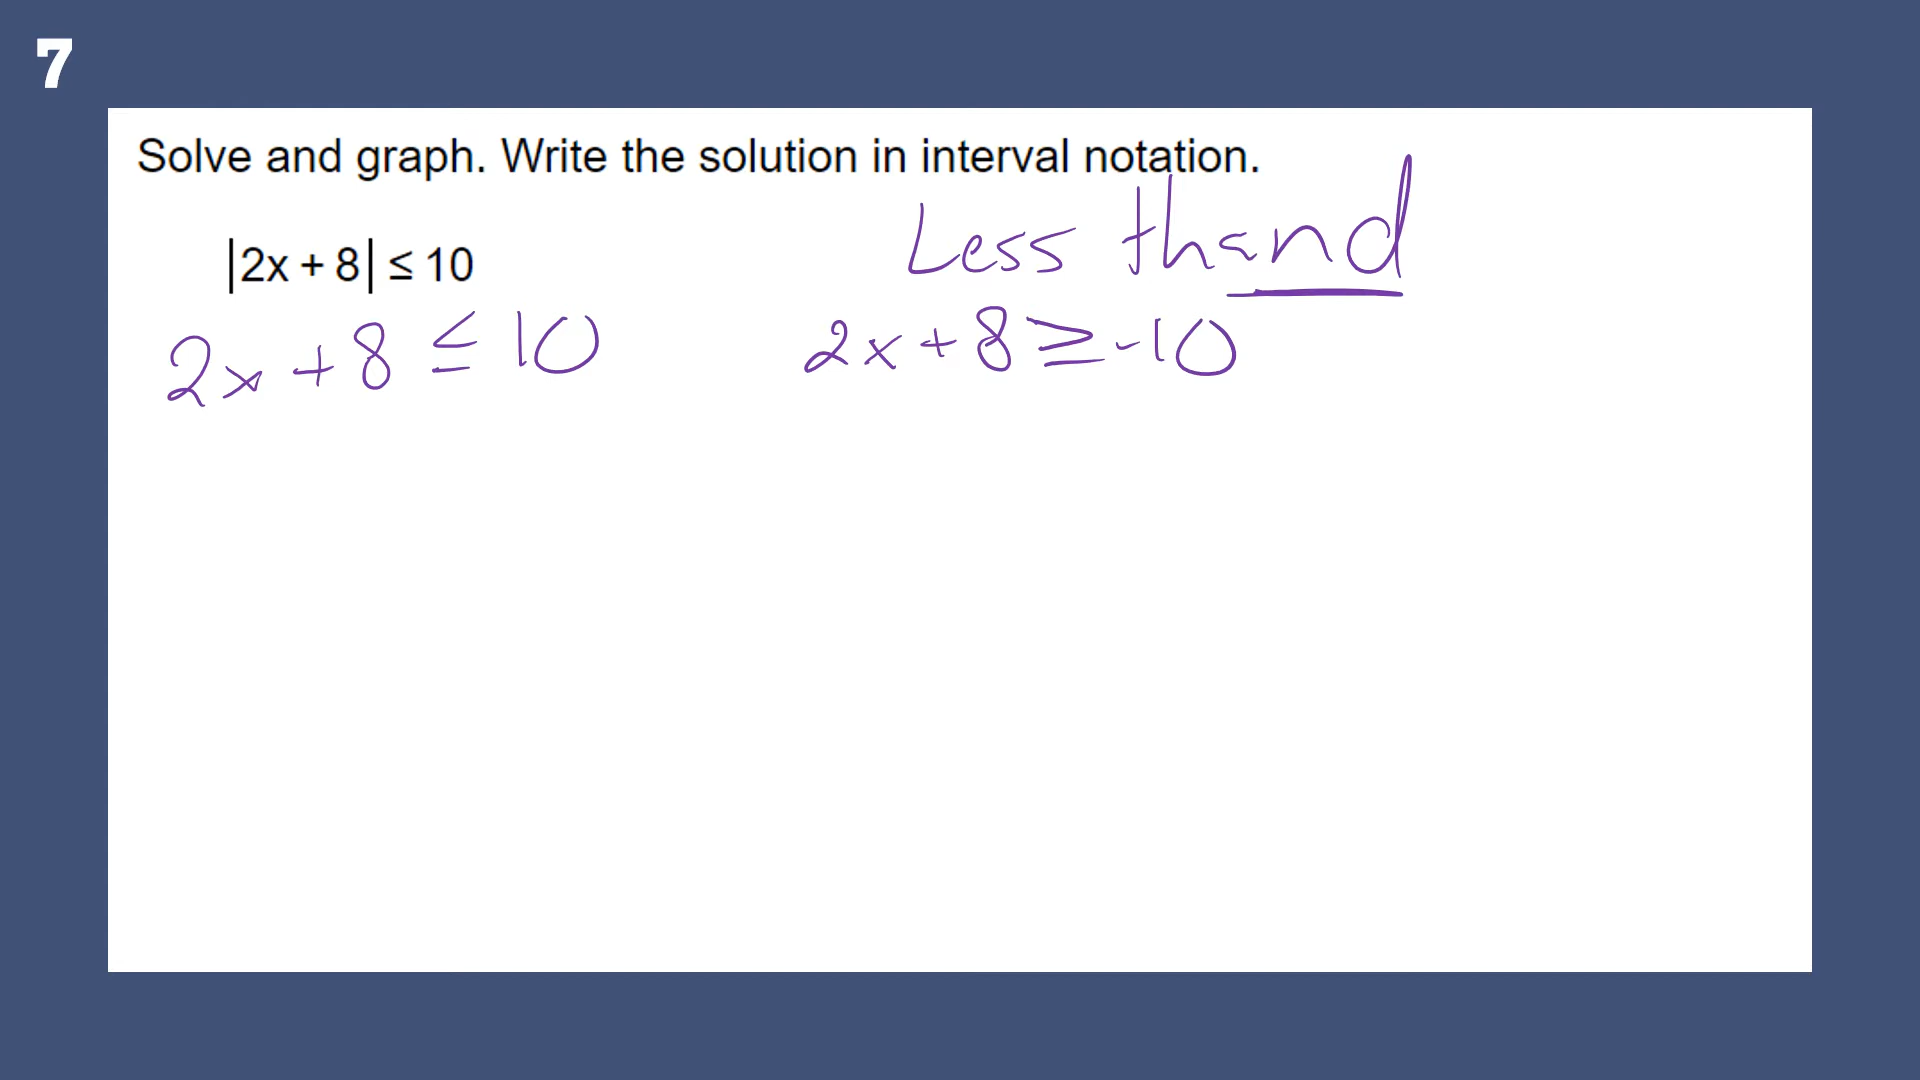 7
Solve and graph. Write the solution in interval notation.
Less thand
|2x + 8| ≤ 10
2x + 8 ≤ 10 2x + 8 ≥ -10